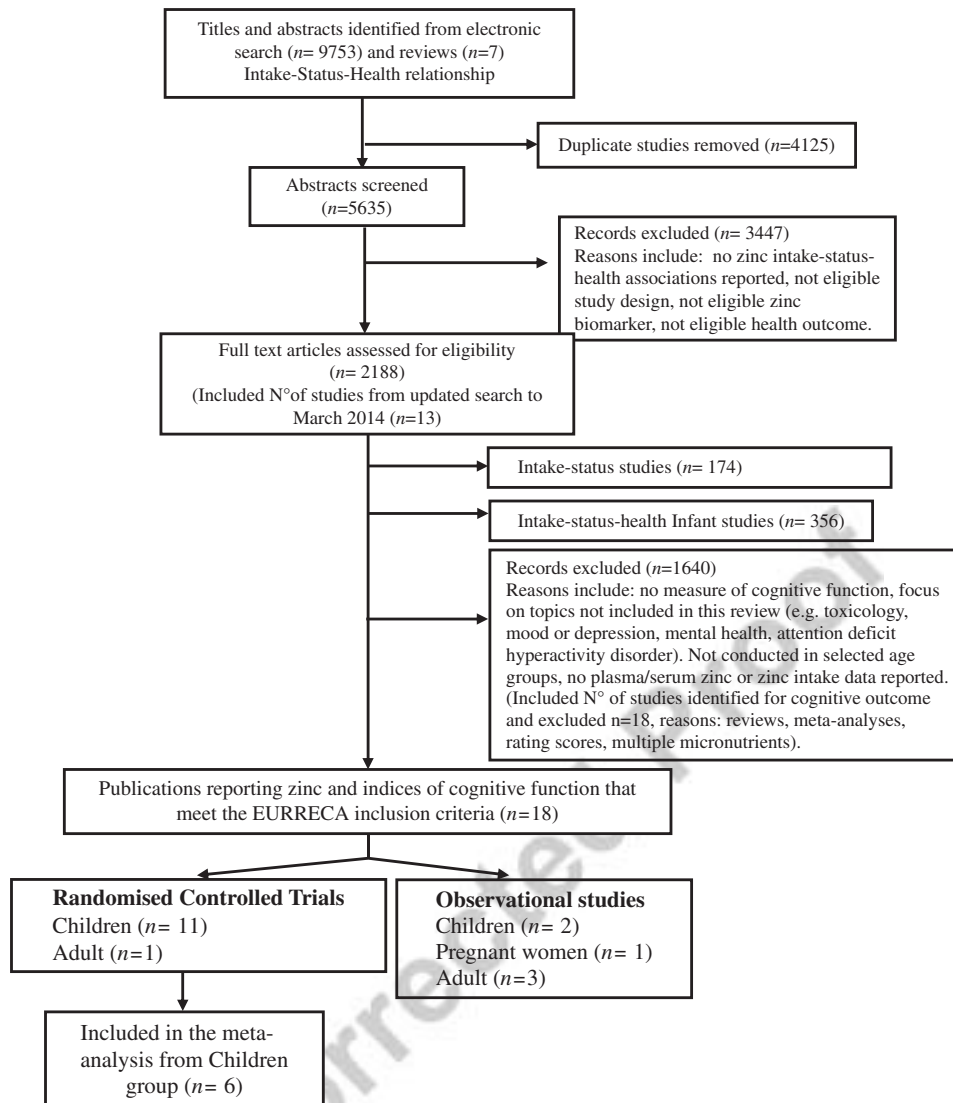 Titles and abstracts identified from electronic
search (n= 9753) and reviews (n=7)
Intake-Status-Health relationship
Duplicate studies removed (n=4125)
Abstracts screened
(n=5635)
Records excluded (n= 3447)
Reasons include:  no zinc intake-status-
health associations reported, not eligible
study design, not eligible zinc
biomarker, not eligible health outcome.
Full text articles assessed for eligibility
(n= 2188)
(Included N°of studies from updated search to
March 2014 (n=13)
Intake-status studies (n= 174)
Intake-status-health Infant studies (n= 356)
Records excluded (n=1640)
Reasons include: no measure of cognitive function, focus
on topics not included in this review (e.g. toxicology,
mood or depression, mental health, attention deficit
hyperactivity disorder). Not conducted in selected age
groups, no plasma/serum zinc or zinc intake data reported.
(Included N° of studies identified for cognitive outcome
and excluded n=18, reasons: reviews, meta-analyses,
rating scores, multiple micronutrients).
Publications reporting zinc and indices of cognitive function that
meet the EURRECA inclusion criteria (n=18)
Randomised Controlled Trials
Children (n= 11)
Adult (n=1)
Observational studies
Children (n= 2)
Pregnant women (n= 1)
Adult (n=3)
Included in the meta-
analysis from Children
group (n= 6)
orrected Proof